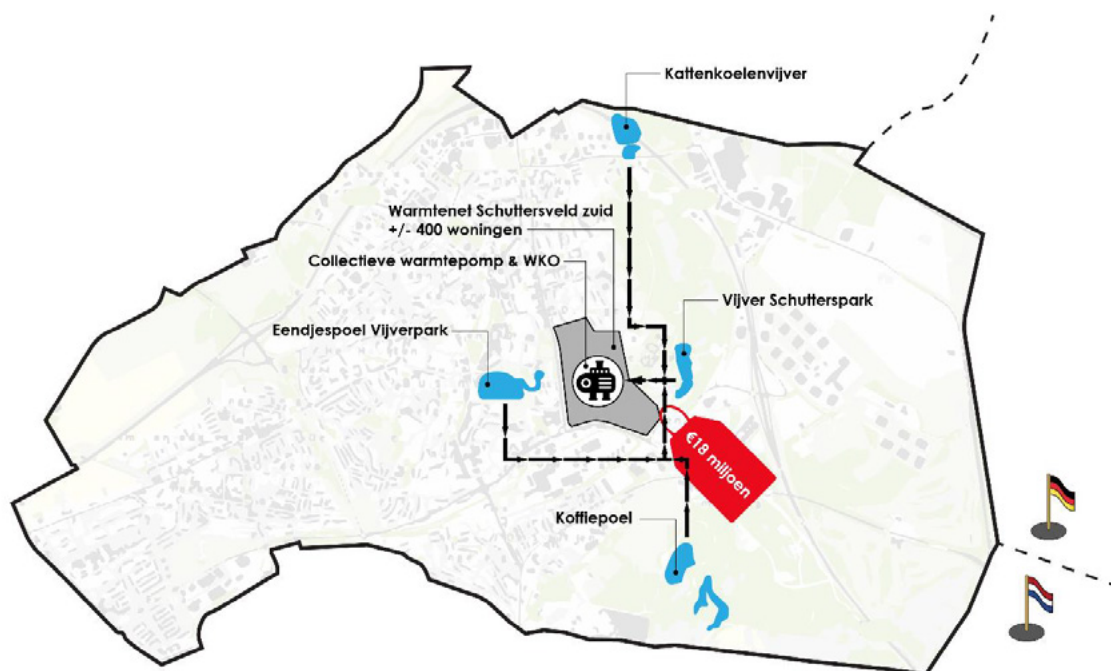 Kattenkoelenvijver
Warmtenet Schuttersveld zuid
+/- 400 woningen
Collectieve warmtepomp & WKO
Vijver Schutterspark
Eendjespoel Vijverpark
€18 miljoen
Koffiepoel